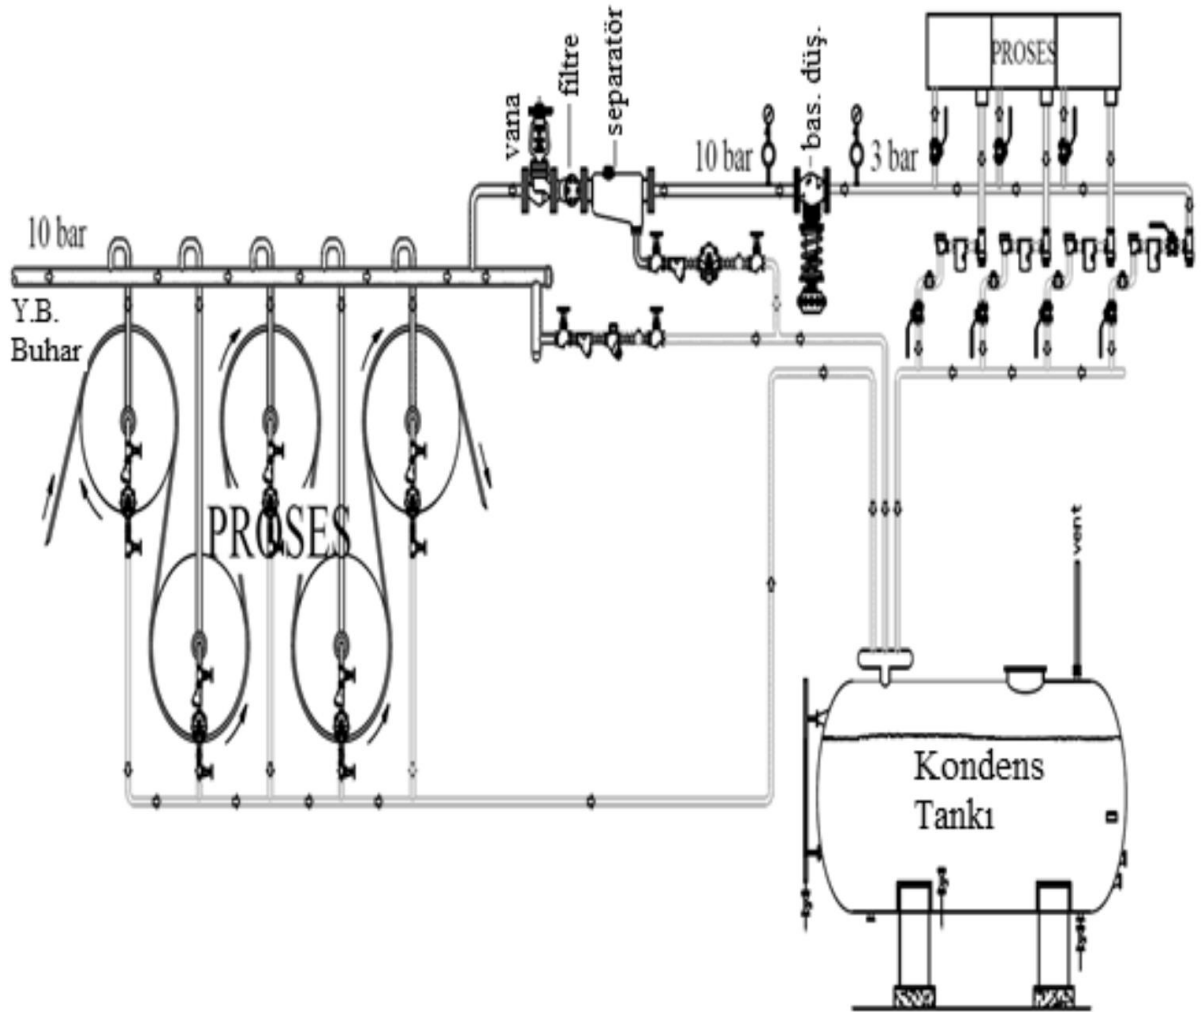 vana
filtre
separatör
10 bar
bas. düş.
3 bar
PROSES
10 bar
Y.B.
Buhar
PROSES
vent
Kondens
Tankı